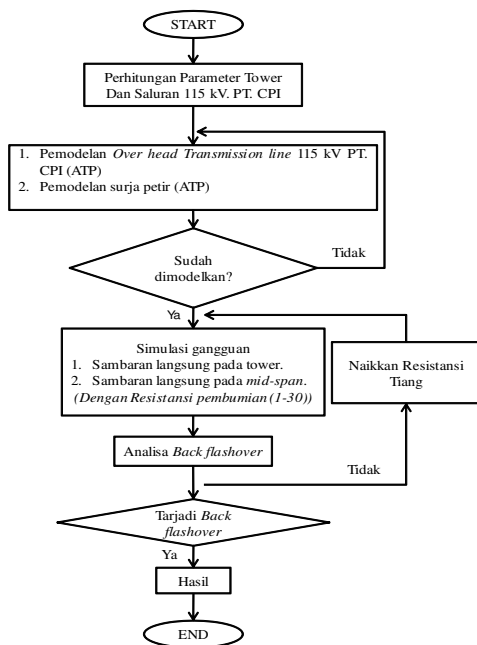 START
Perhitungan Parameter Tower
Dan Saluran 115 kV. PT. CPI
1. Pemodelan Over head Transmission line 115 kV PT.
CPI (ATP)
2. Pemodelan surja petir (ATP)
Sudah
dimodelkan?
Tidak
Ya
Simulasi gangguan
1. Sambaran langsung pada tower.
2. Sambaran langsung pada mid-span.
(Dengan Resistansi pembumian (1-30))
Naikkan Resistansi
Tiang
Analisa Back flashover
Tidak
Tarjadi Back
flashover
Ya
Hasil
END